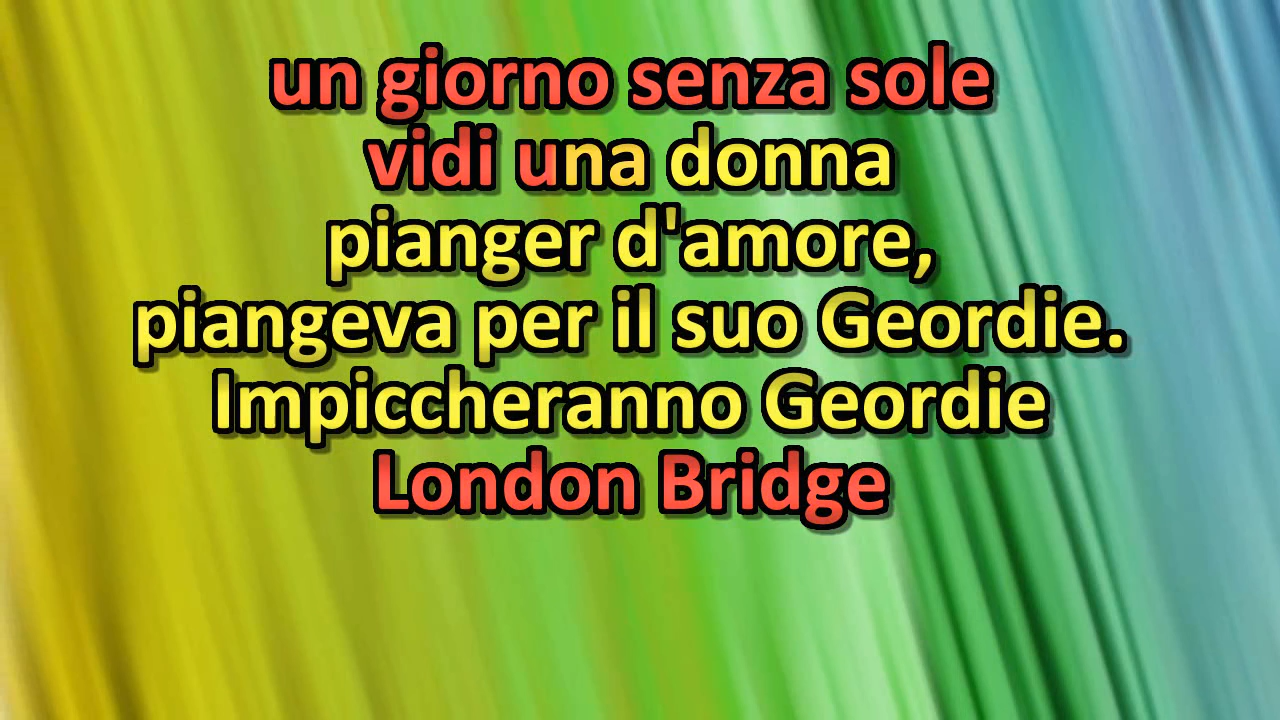 un giorno senza sole
vidi una donna
pianger d'amore,
piangeva per il suo Geordie.
Impiccheranno Geordie
London Bridge